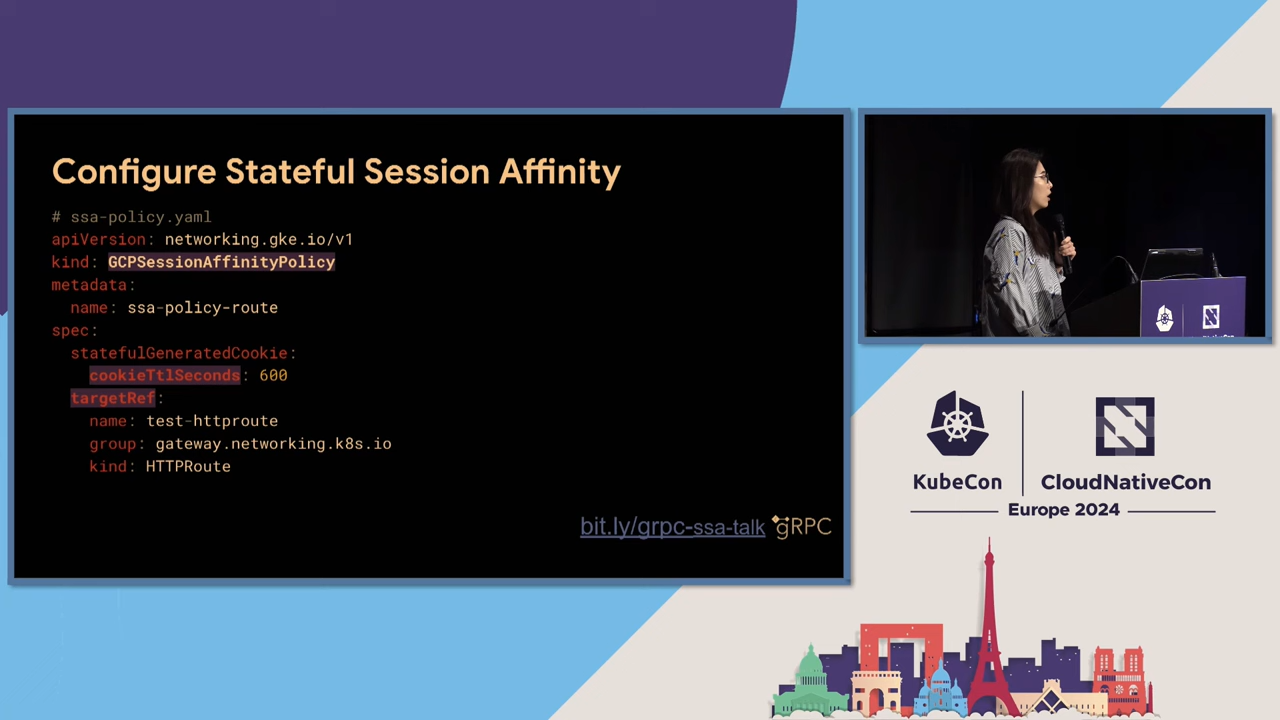 Configure Stateful Session Affinity
# ssa-policy.yaml
apiVersion: networking.gke.io/v1
kind: GCPSessionAffinityPolicy
metadata:
  name: ssa-policy-route
spec:
  statefulGeneratedCookie:
    cookieTtlSeconds: 600
  targetRef:
    name: test-httproute
    group: gateway.networking.k8s.io
    kind: HTTPRoute
bit.ly/grpc-ssa-talk gRPC
KubeCon
CloudNativeCon
Europe 2024